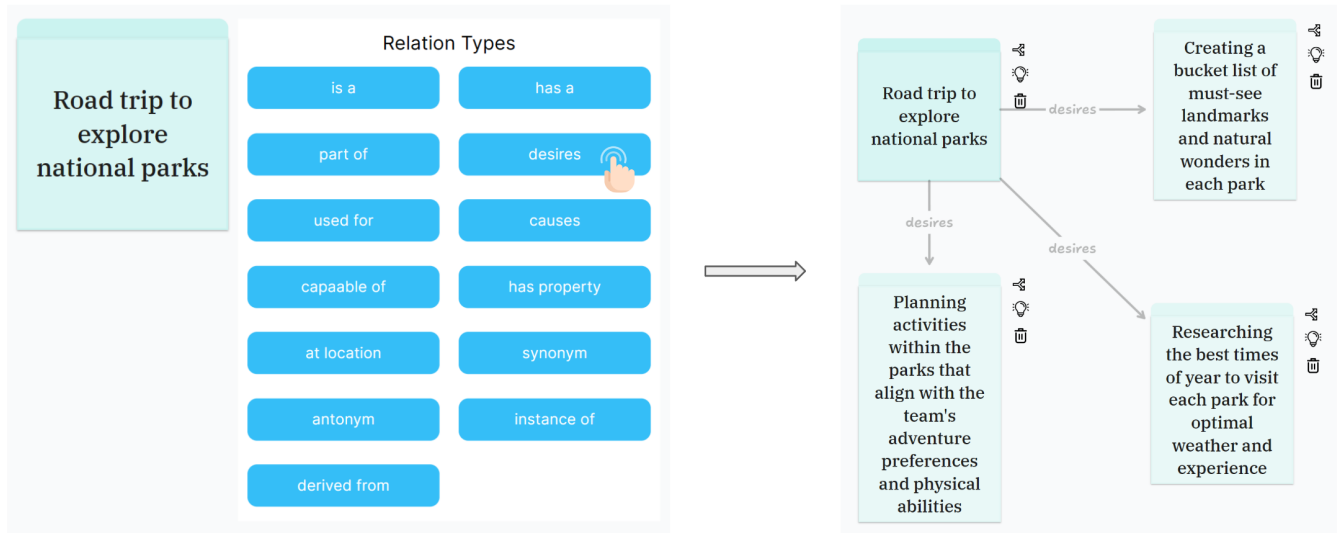 Road trip to
explore
national parks
Relation Types
is a
has a
part of
desires
used for
causes
capaable of
has property
at location
synonym
antonym
instance of
derived from
Road trip to
explore
national parks
desires
Creating a
bucket list of
must-see
landmarks
and natural
wonders in
each park
desires
desires
Planning
activities
within the
parks that
align with the
team's
adventure
preferences
and physical
abilities
Researching
the best times
of year to visit
each park for
optimal
weather and
experience